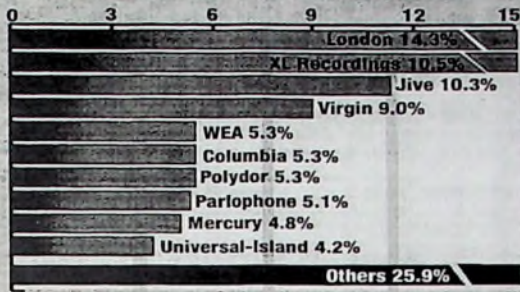 0 3 6 9 12 15
London 14.3%
XL Recordings 10.5%
Jive 10.3%
Virgin 9.0%
WEA 5.3%
Columbia 5.3%
Polydor 5.3%
Parlophone 5.1%
Mercury 4.8%
Universal-Island 4.2%
Others 25.9%